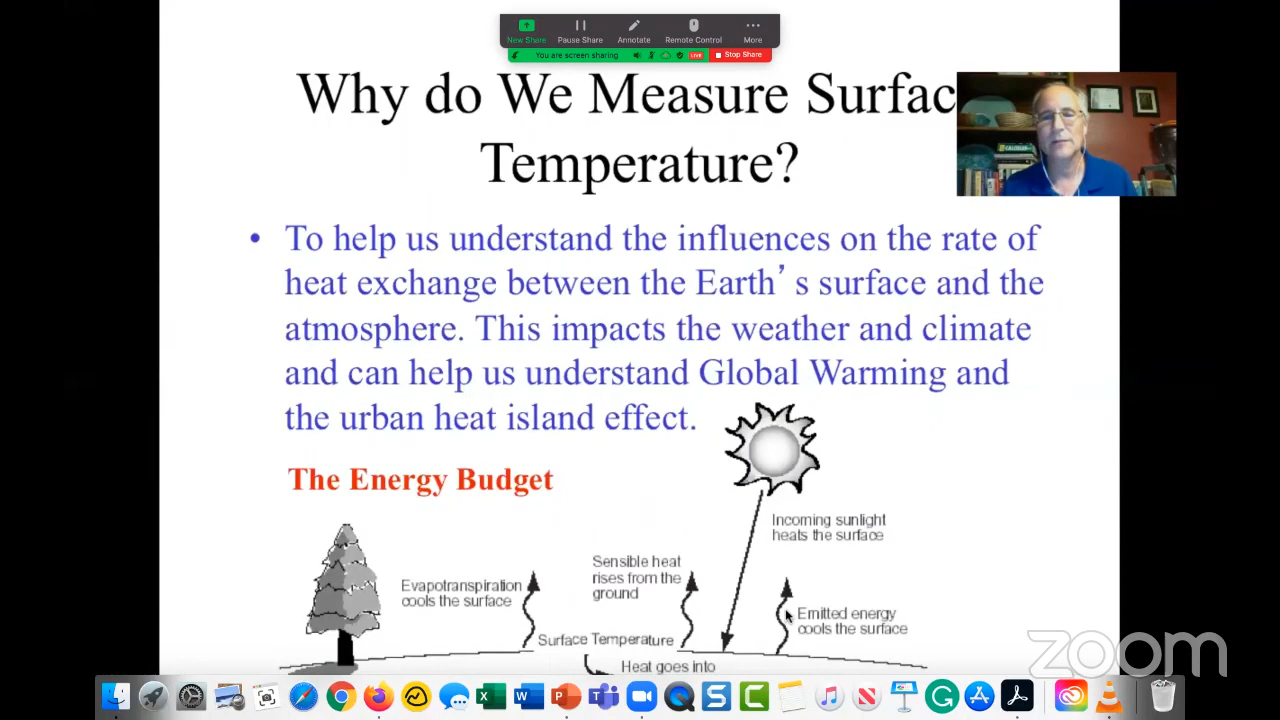 New Share
Pause Share
Annotate
Remote Control
More
You are screen sharing
LIVE
Stop Share
Why do We Measure Surfac
Temperature?
CALCULUS
• To help us understand the influences on the rate of
heat exchange between the Earth’s surface and the
atmosphere. This impacts the weather and climate
and can help us understand Global Warming and
the urban heat island effect.
The Energy Budget
Incoming sunlight
heats the surface
Sensible heat
rises from the
ground
Evapotranspiration
cools the surface
Emitted energy
cools the surface
Surface Temperature
Heat goes into
zoom